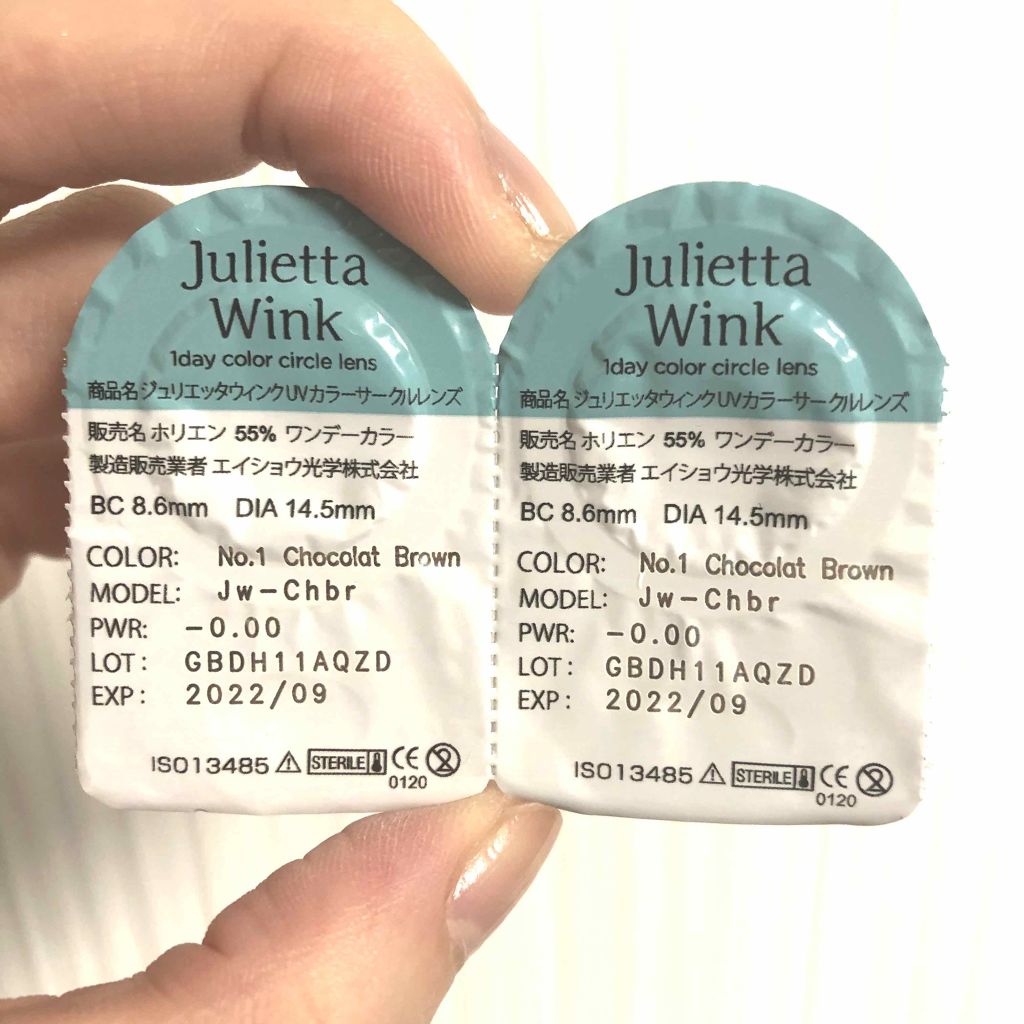 Julietta
Wink
1day color circle lens
商品名 ジュリエッタウィンクUVカラーサークルレンズ
販売名 ホリエン 55% ワンデーカラー
製造販売業者 エイショウ光学株式会社
BC 8.6mm DIA 14.5mm
COLOR: No.1 Chocolat Brown
MODEL: Jw-Chbr
PWR: -0.00
LOT: GBDH11AQZD
EXP: 2022/09
ISO13485 STERILE CE 2
0120
Julietta
Wink
1day color circle lens
商品名 ジュリエッタウィンクUVカラーサークルレンズ
販売名 ホリエン 55% ワンデーカラー
製造販売業者 エイショウ光学株式会社
BC 8.6mm DIA 14.5mm
COLOR: No.1 Chocolat Brown
MODEL: Jw-Chbr
PWR: -0.00
LOT: GBDH11AQZD
EXP: 2022/09
ISO13485 STERILE CE 2
0120